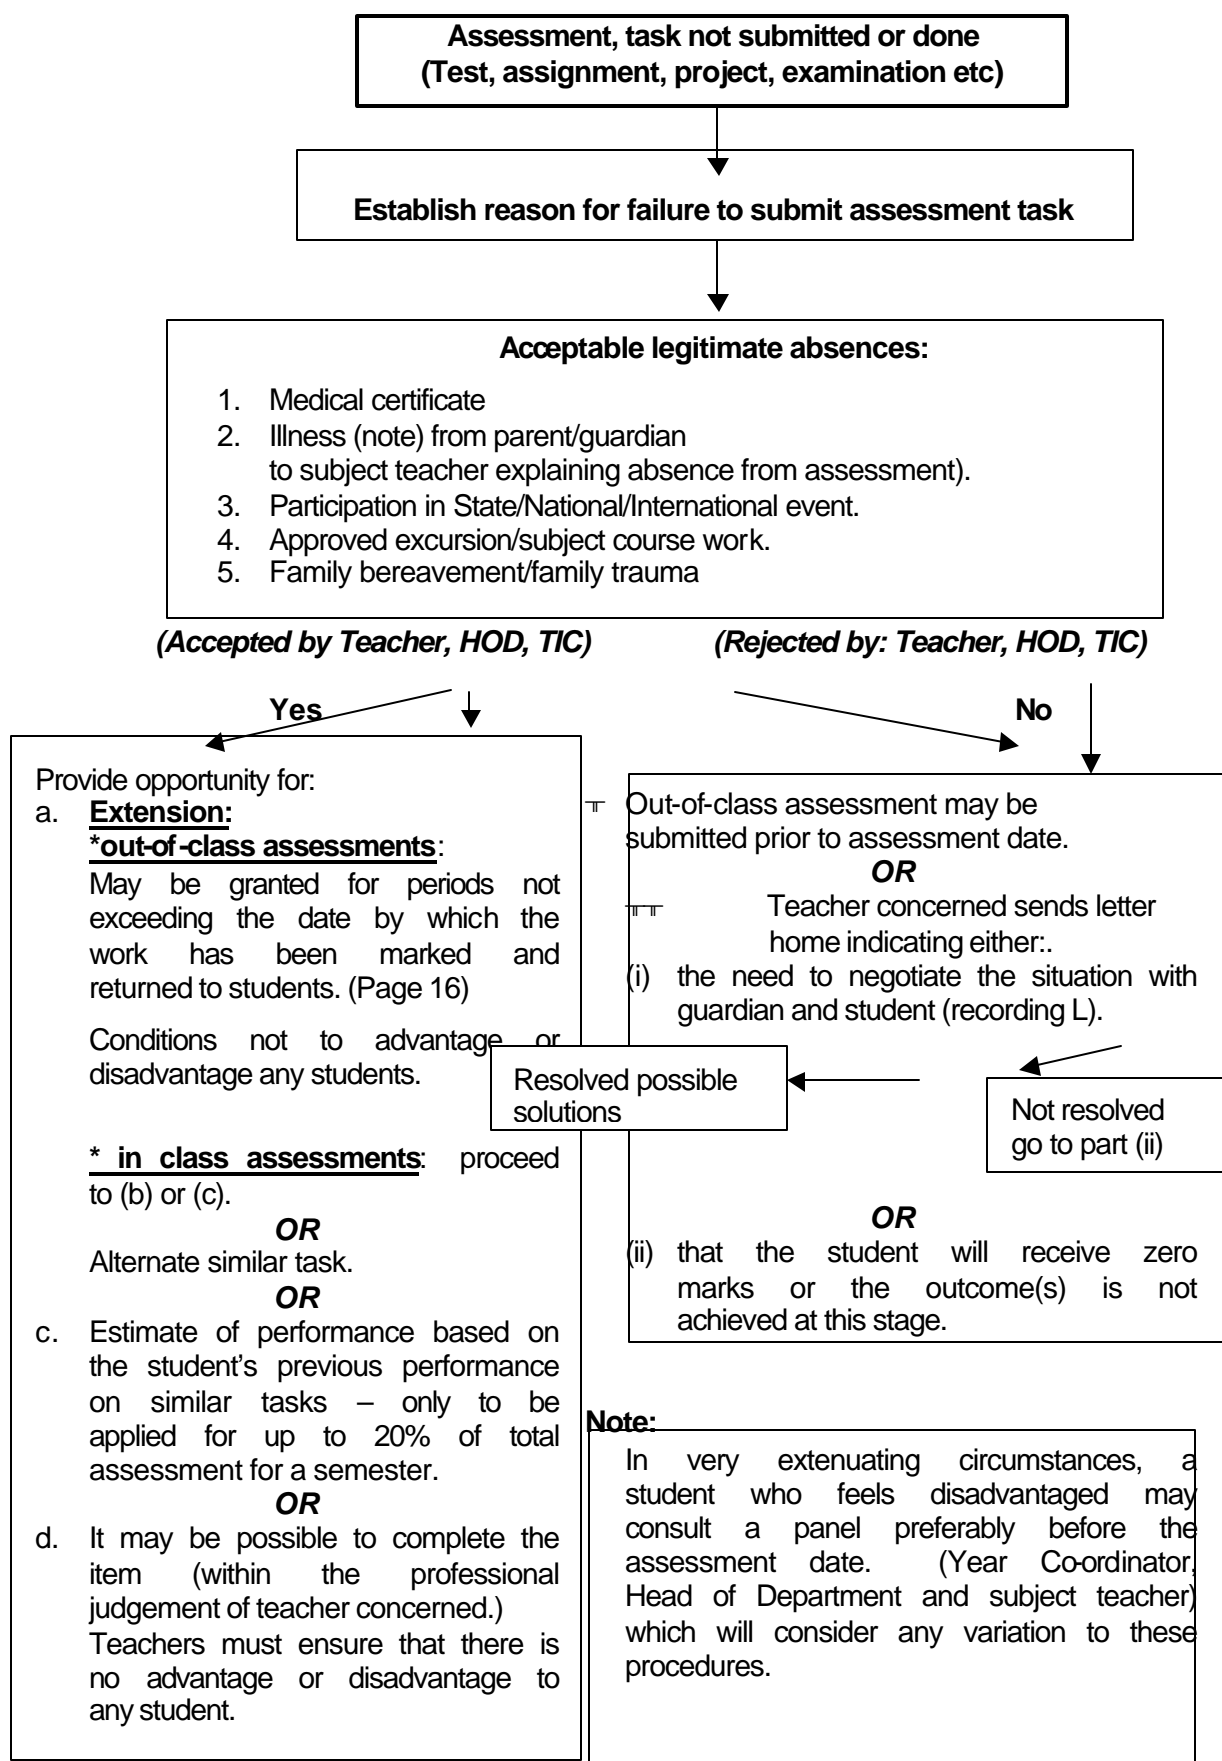 Assessment, task not submitted or done
(Test, assignment, project, examination etc)
Establish reason for failure to submit assessment task
Acceptable legitimate absences:
1. Medical certificate
2. Illness (note) from parent/guardian
to subject teacher explaining absence from assessment).
3. Participation in State/National/International event.
4. Approved excursion/subject course work.
5. Family bereavement/family trauma
(Accepted by Teacher, HOD, TIC)
(Rejected by: Teacher, HOD, TIC)
Yes
No
Provide opportunity for:
a. Extension:
*out-of-class assessments:
May be granted for periods not
exceeding the date by which the
work has been marked and
returned to students. (Page 16)
Conditions not to advantage or
disadvantage any students.
* in class assessments: proceed
to (b) or (c).
OR
Alternate similar task.
OR
c. Estimate of performance based on
the student's previous performance
on similar tasks – only to be
applied for up to 20% of total
assessment for a semester.
OR
d. It may be possible to complete the
item (within the professional
judgement of teacher concerned.)
Teachers must ensure that there is
no advantage or disadvantage to
any student.
Out-of-class assessment may be
submitted prior to assessment date.
OR
Teacher concerned sends letter
home indicating either:.
(i) the need to negotiate the situation with
guardian and student (recording L).
Resolved possible
solutions
Not resolved
go to part (ii)
OR
(ii) that the student will receive zero
marks or the outcome(s) is not
achieved at this stage.
Note:
In very extenuating circumstances, a
student who feels disadvantaged may
consult a panel preferably before the
assessment date. (Year Co-ordinator,
Head of Department and subject teacher)
which will consider any variation to these
procedures.